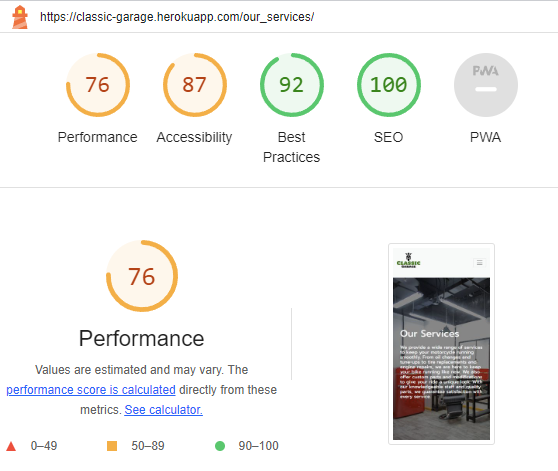 https://classic-garage.herokuapp.com/our_services/
76
87
92
100
PWA
Performance
Accessibility
Best
Practices
SEO
PWA
76
Performance
Values are estimated and may vary. The
performance score is calculated directly from these
metrics. See calculator.
0–49
50–89
90–100
CLASSIC
GARAGE
Our Services
We provide a wide range of services
to keep your motorcycle running
smoothly. From oil changes and
tune-ups to tire replacements and
engine repairs, we are here to keep
your bike running like new. We also
offer custom parts and modifications
to give your ride a unique look. With
our knowledgeable staff and quality
parts, we guarantee satisfaction with
every service.